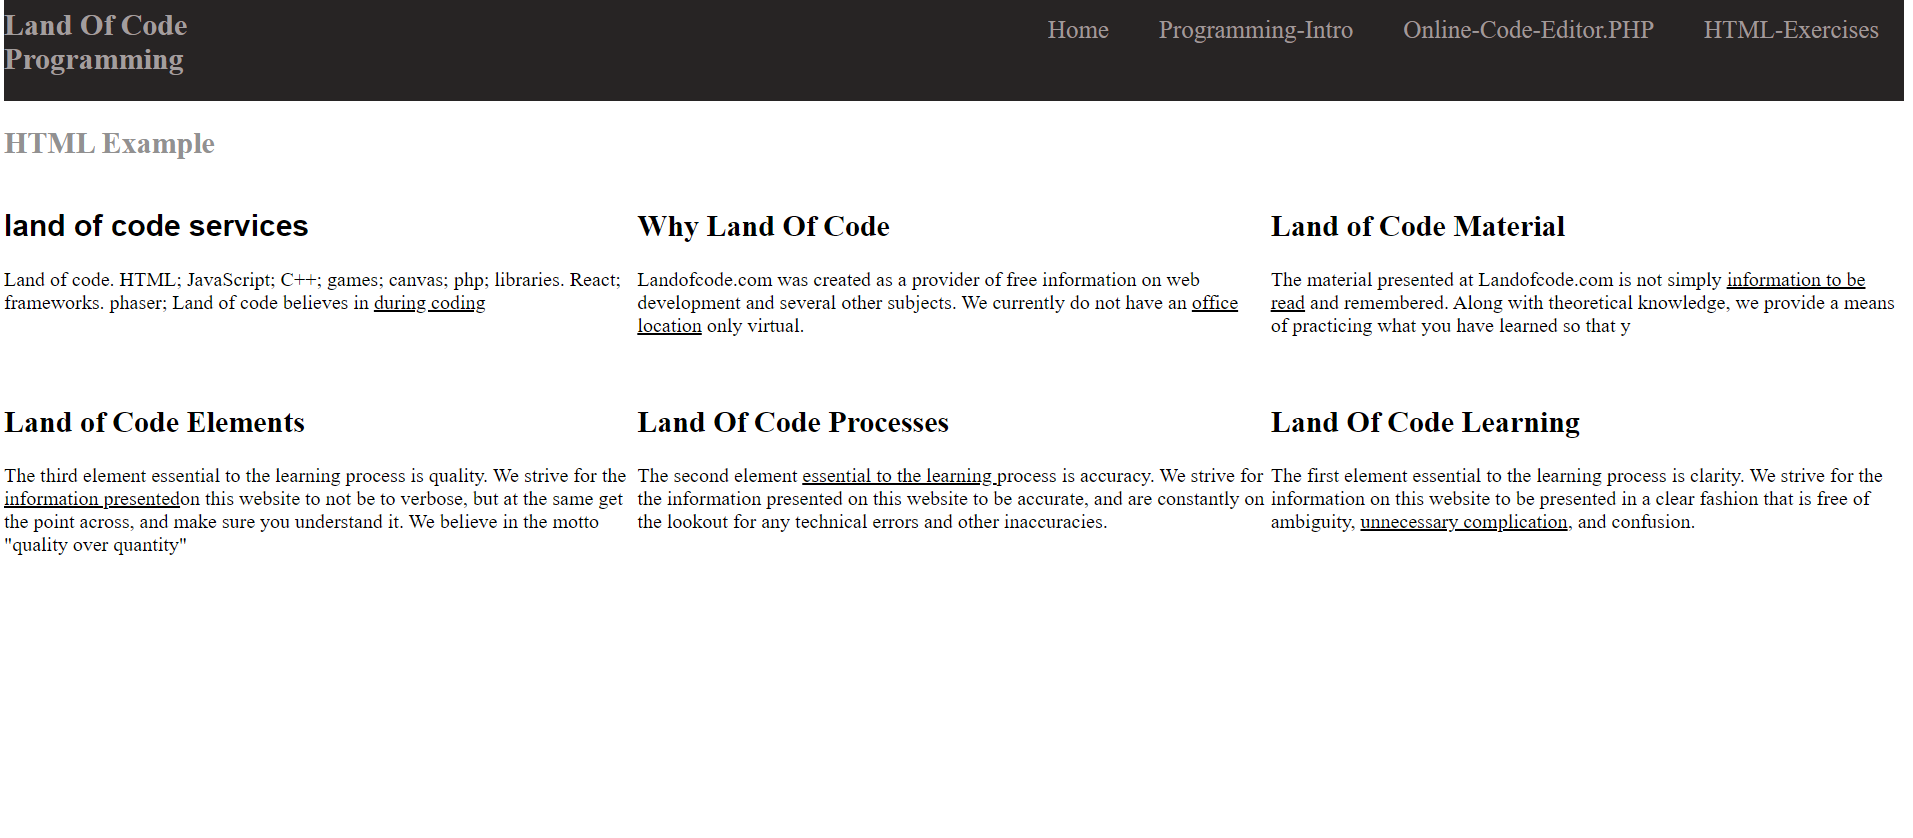 Land Of Code
Programming
Home
Programming-Intro
Online-Code-Editor.PHP
HTML-Exercises
HTML Example
land of code services
Land of code. HTML; JavaScript; C++; games; canvas; php; libraries. React;
frameworks. phaser; Land of code believes in during coding
Why Land Of Code
Landofcode.com was created as a provider of free information on web
development and several other subjects. We currently do not have an office
location only virtual.
Land of Code Material
The material presented at Landofcode.com is not simply information to be
read and remembered. Along with theoretical knowledge, we provide a means
of practicing what you have learned so that y
Land of Code Elements
The third element essential to the learning process is quality. We strive for the
information presentedon this website to not be to verbose, but at the same get
the point across, and make sure you understand it. We believe in the motto
"quality over quantity"
Land Of Code Processes
The second element essential to the learning process is accuracy. We strive for
the information presented on this website to be accurate, and are constantly on
the lookout for any technical errors and other inaccuracies.
Land Of Code Learning
The first element essential to the learning process is clarity. We strive for the
information on this website to be presented in a clear fashion that is free of
ambiguity, unnecessary complication, and confusion.